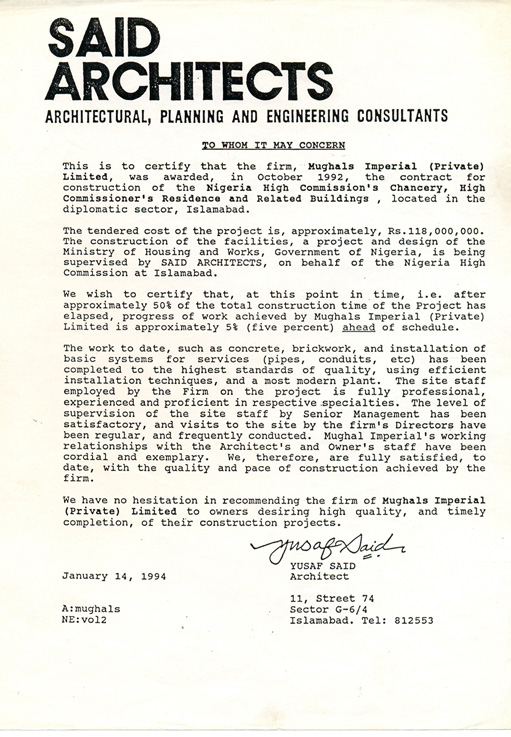 SAID
ARCHITECTS
ARCHITECTURAL, PLANNING AND ENGINEERING CONSULTANTS
TO WHOM IT MAY CONCERN
This is to certify that the firm, Mughals Imperial (Private)
Limited, was awarded, in October 1992, the contract for
construction of the Nigeria High Commission's Chancery, High
Commissioner's Residence and Related Buildings , located in the
diplomatic sector, Islamabad.
The tendered cost of the project is, approximately, Rs.118,000,000.
The construction of the facilities, a project and design of the
Ministry of Housing and Works, Government of Nigeria, is being
supervised by SAID ARCHITECTS, on behalf of the Nigeria High
Commission at Islamabad.
We wish to certify that, at this point in time, i.e. after
approximately 50% of the total construction time of the Project has
elapsed, progress of work achieved by Mughals Imperial (Private)
Limited is approximately 5% (five percent) ahead of schedule.
The work to date, such as concrete, brickwork, and installation of
basic systems for services (pipes, conduits, etc) has been
completed to the highest standards of quality, using efficient
installation techniques, and a most modern plant. The site staff
employed by the Firm on the project is fully professional,
experienced and proficient in respective specialties. The level of
supervision of the site staff by Senior Management has been
satisfactory, and visits to the site by the firm's Directors have
been regular, and frequently conducted. Mughal Imperial's working
relationships with the Architect's and Owner's staff have been
cordial and exemplary. We, therefore, are fully satisfied, to
date, with the quality and pace of construction achieved by the
firm.
We have no hesitation in recommending the firm of Mughals Imperial
(Private) Limited to owners desiring high quality, and timely
completion, of their construction projects.
Yusaf Said
YUSAF SAID
January 14, 1994 Architect
11, Street 74
A:mughals Sector G-6/4
NE:vol2 Islamabad. Tel: 812553